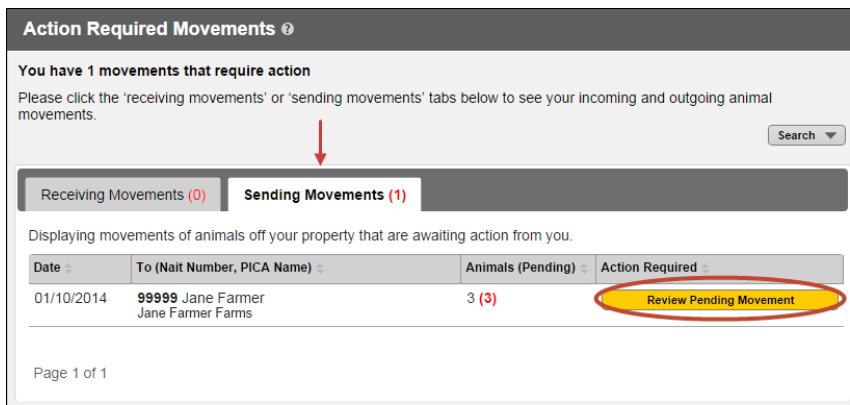 Action Required Movements ?
You have 1 movements that require action
Please click the 'receiving movements' or 'sending movements' tabs below to see your incoming and outgoing animal
movements.
Search
Receiving Movements (0) Sending Movements (1)
Displaying movements of animals off your property that are awaiting action from you.
Date To (Nait Number, PICA Name) Animals (Pending) Action Required
01/10/2014 99999 Jane Farmer 3 (3) Review Pending Movement
Jane Farmer Farms
Page 1 of 1